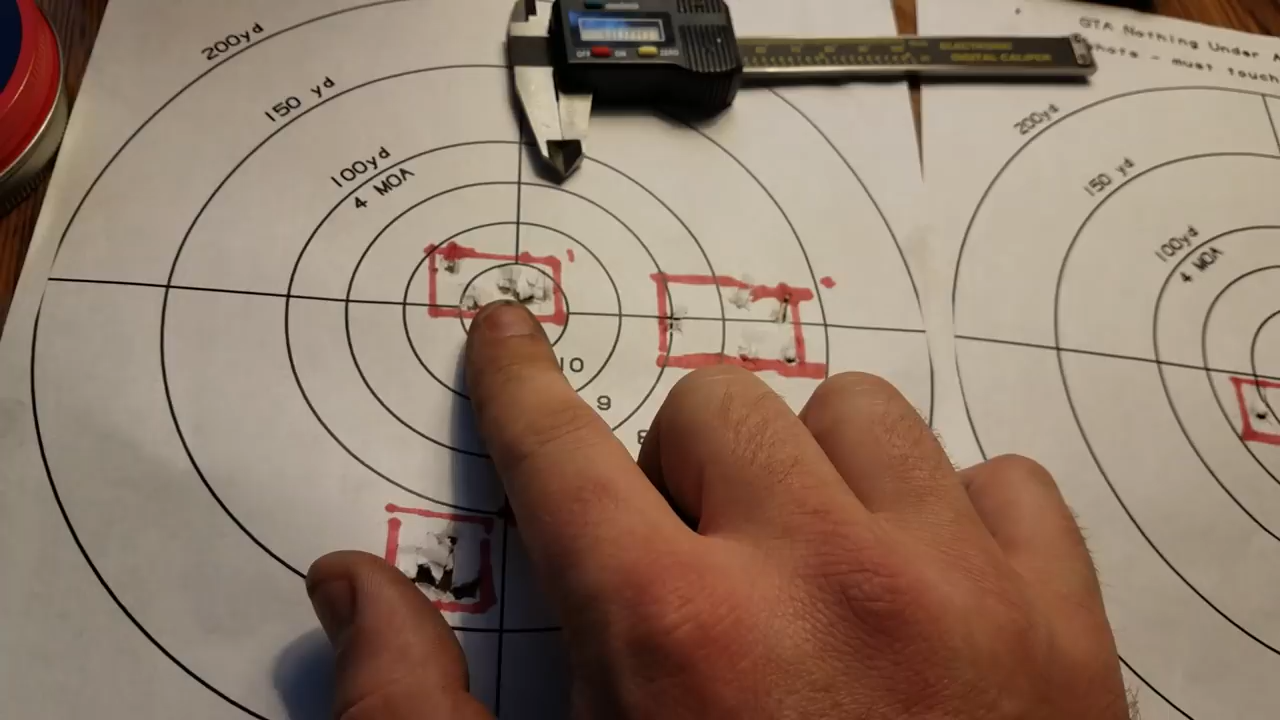 200yd
150 yd
100yd
4 MOA
10
9
8
OFF
ON
ZERO
ELECTRONIC
DIGITAL CALIPER
GTA Nothing Under
shots - must touch
200yd
150 yd
100yd
4 MOA